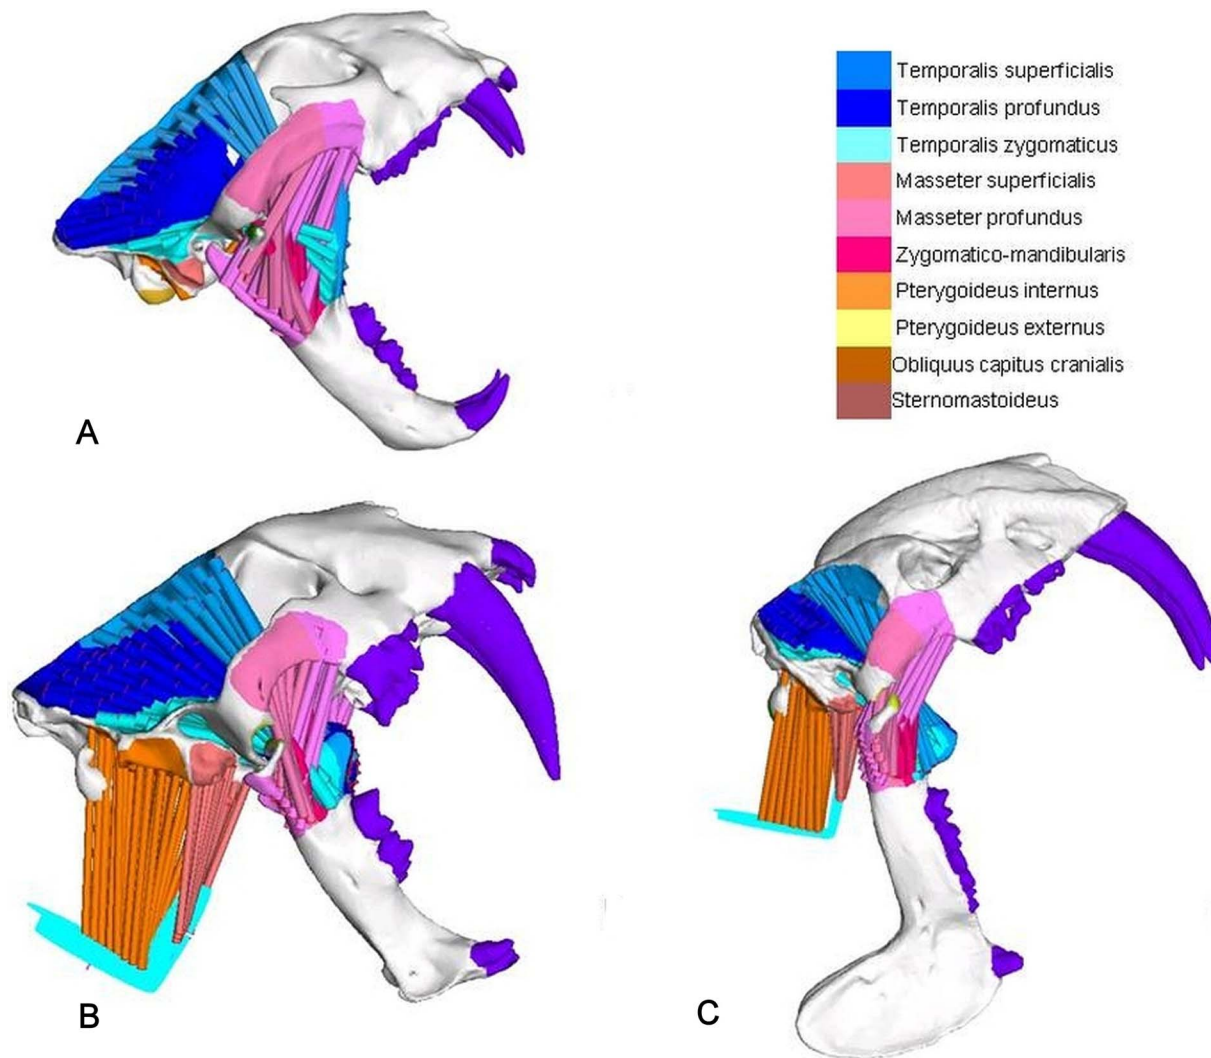 Temporalis superficialis
Temporalis profundus
Temporalis zygomaticus
Masseter superficialis
Masseter profundus
Zygomatico-mandibularis
Pterygoideus internus
Pterygoideus externus
Obliquus capitus cranialis
Sternomastoideus
A
B
C